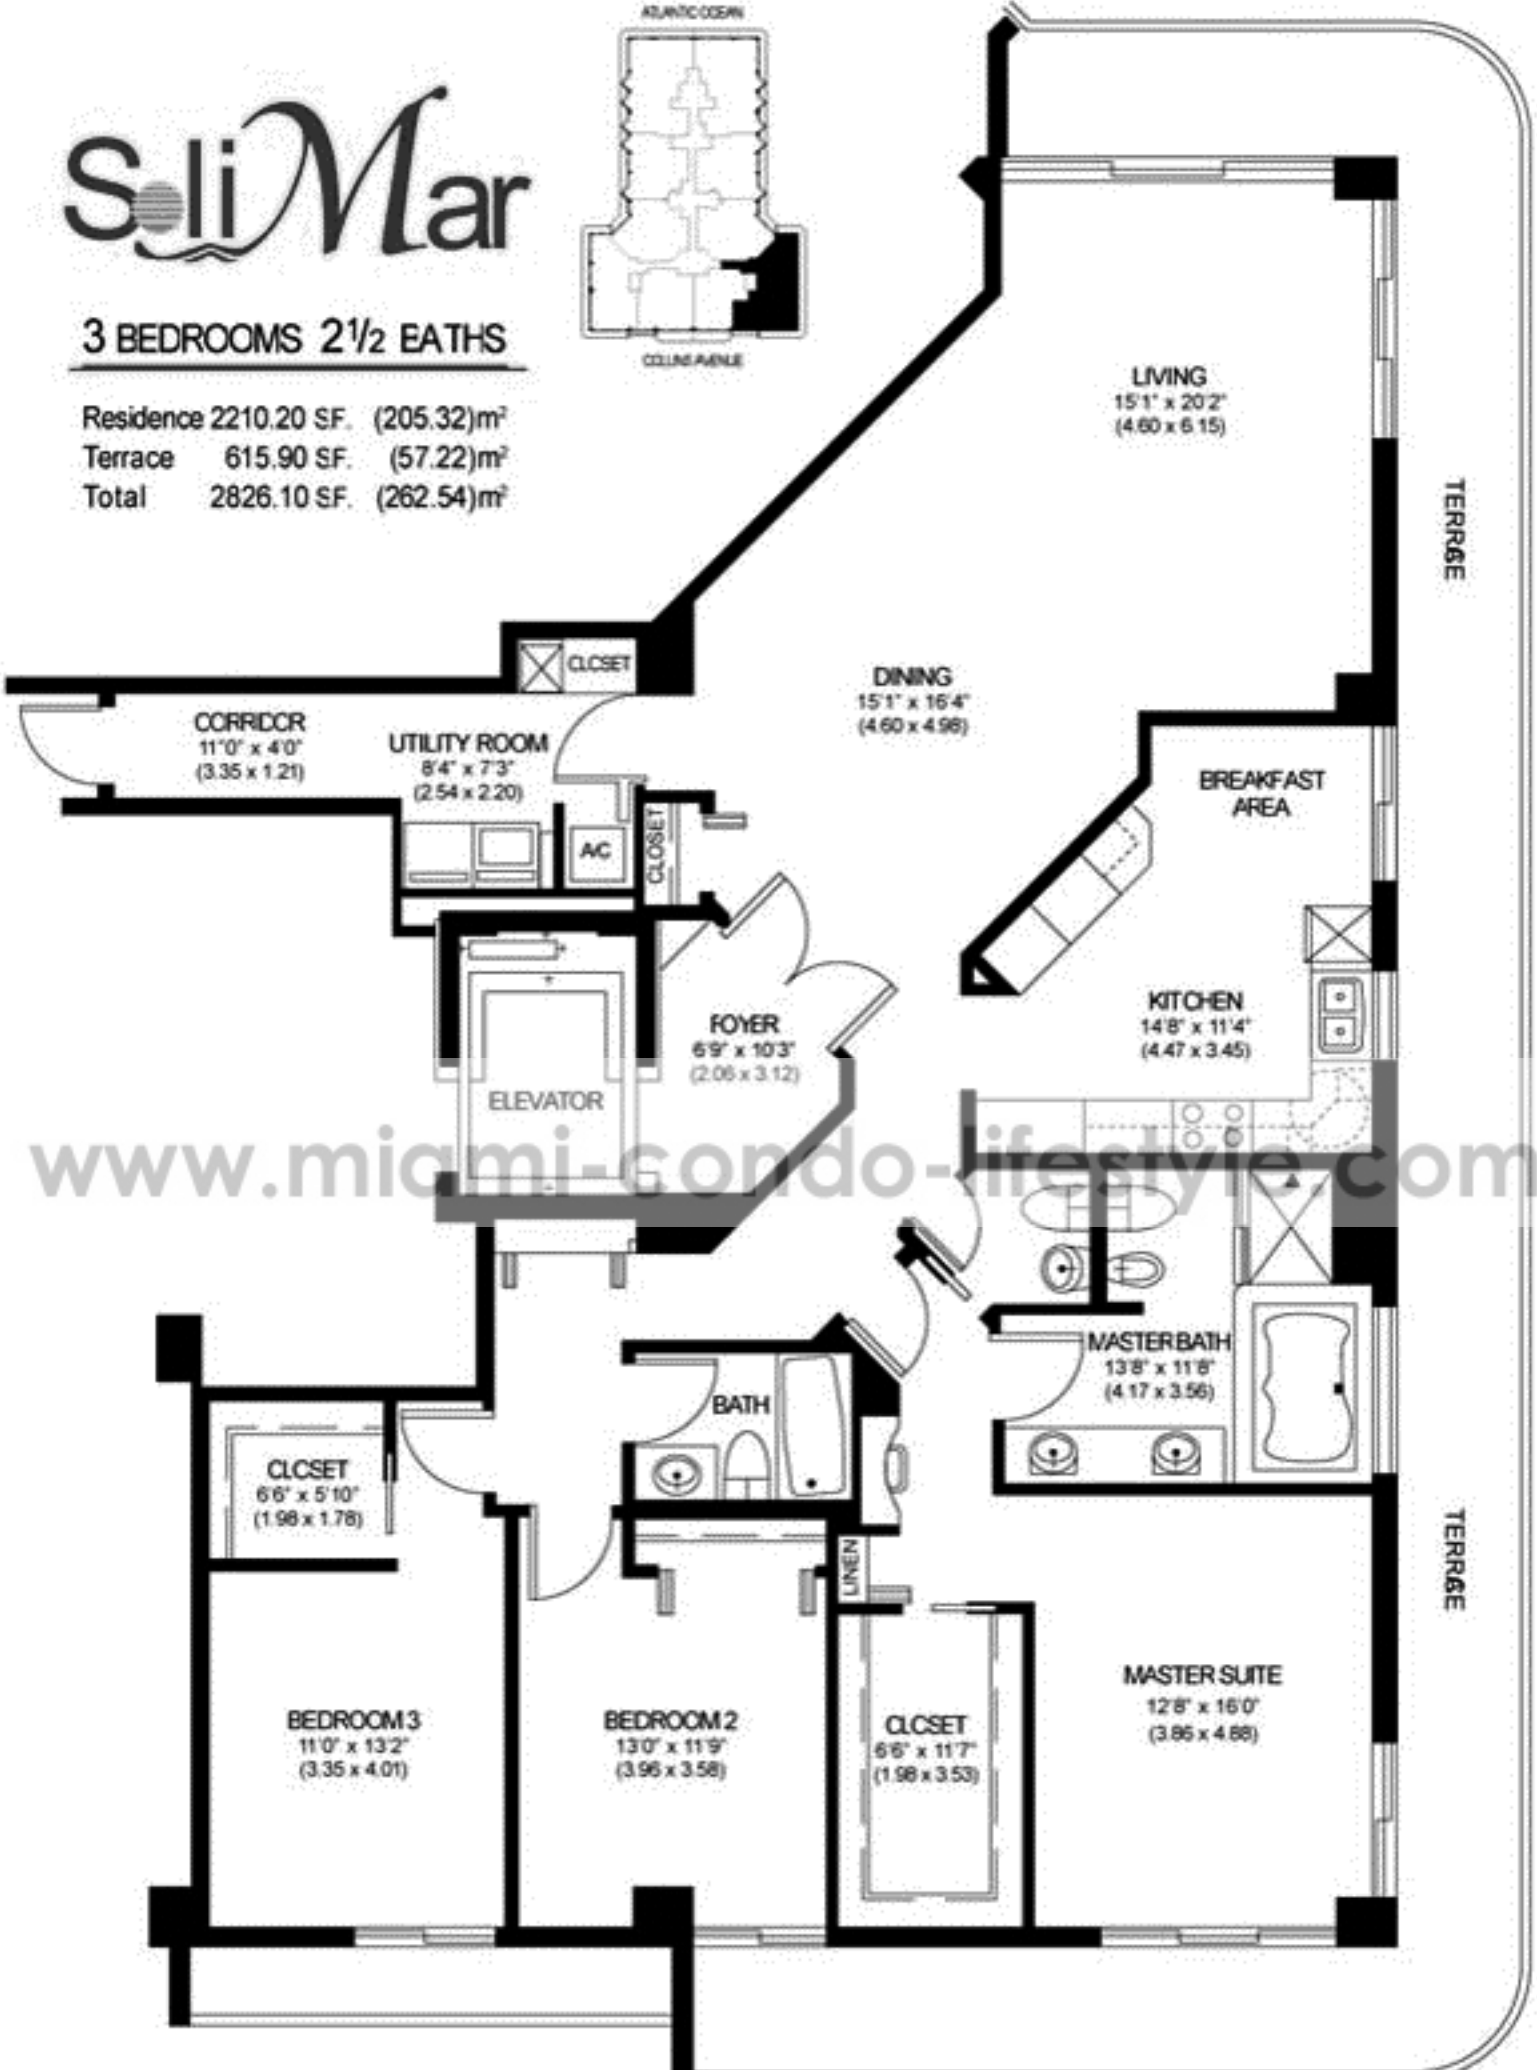 ATLANTIC OCEAN
SoliMar
3 BEDROOMS 2½ EATHS
Residence 2210.20 SF. (205.32)m²
Terrace 615.90 SF. (57.22)m²
Total 2826.10 SF. (262.54)m²
COLLINS AVENUE
LIVING
15'1" x 20'2"
(4.60 x 6.15)
TERRACE
CLCSET
DINING
15'1" x 16'4"
(4.60 x 4.98)
CORRIDOR
11'0" x 4'0"
(3.35 x 1.21)
UTILITY ROOM
8'4" x 7'3"
(2.54 x 2.20)
A/C
CLOSET
BREAKFAST
AREA
KITCHEN
14'8" x 11'4"
(4.47 x 3.45)
FOYER
6'9" x 10'3"
(2.06 x 3.12)
ELEVATOR
www.miami-condo-lifestyle.com
MASTER BATH
13'8" x 11'8"
(4.17 x 3.56)
BATH
CLCSET
6'6" x 5'10"
(1.98 x 1.78)
LINEN
TERRACE
MASTER SUITE
12'8" x 16'0"
(3.86 x 4.88)
BEDROOM 3
11'0" x 13'2"
(3.35 x 4.01)
BEDROOM 2
13'0" x 11'9"
(3.96 x 3.58)
CLCSET
6'6" x 11'7"
(1.98 x 3.53)